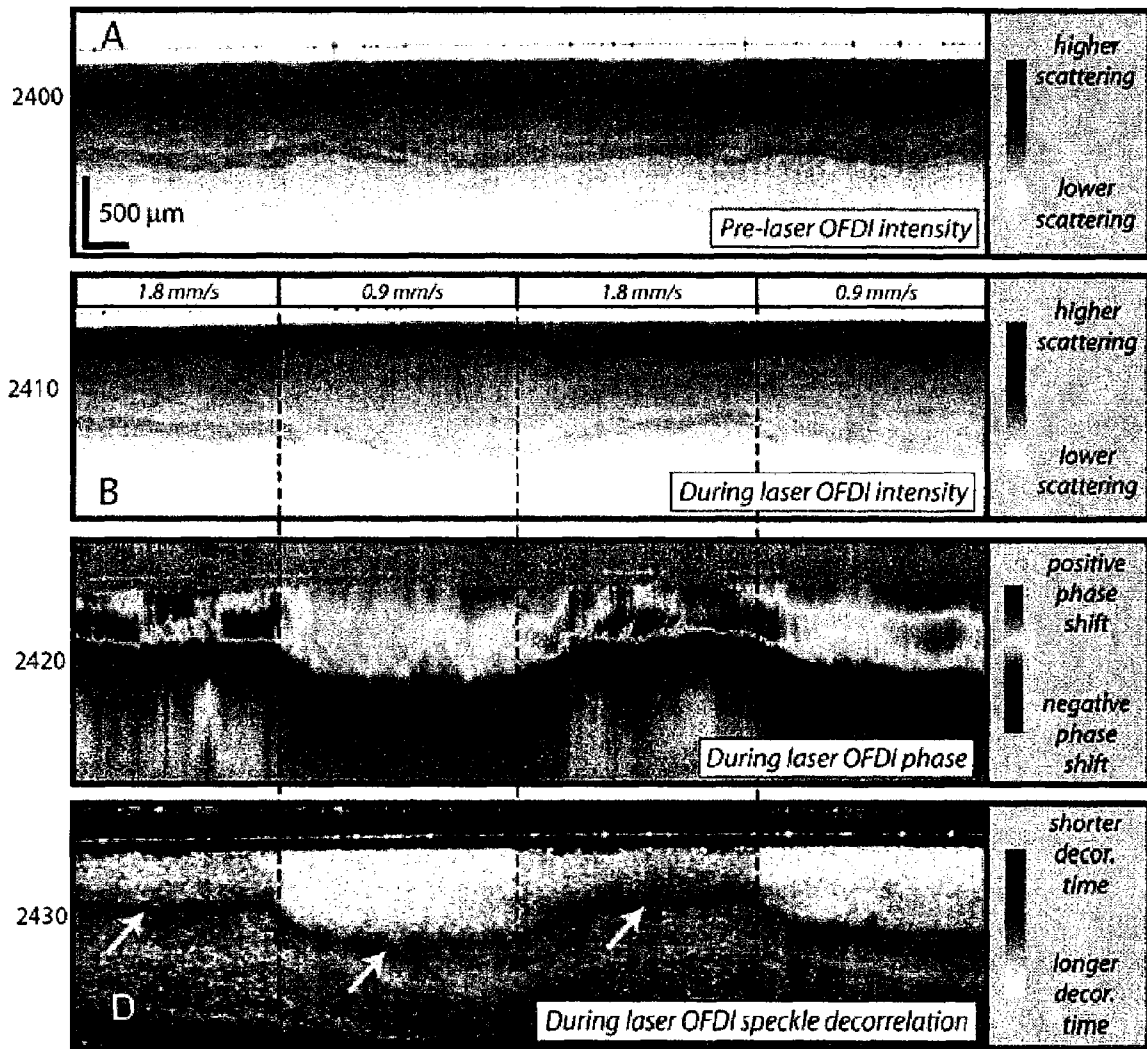 A
2400
500 µm
Pre-laser OFDI intensity
higher
scattering
lower
scattering
1.8 mm/s
0.9 mm/s
1.8 mm/s
0.9 mm/s
2410
B
During laser OFDI intensity
higher
scattering
lower
scattering
2420
During laser OFDI phase
positive
phase
shift
negative
phase
shift
2430
D
During laser OFDI speckle decorrelation
shorter
decor.
time
longer
decor.
time